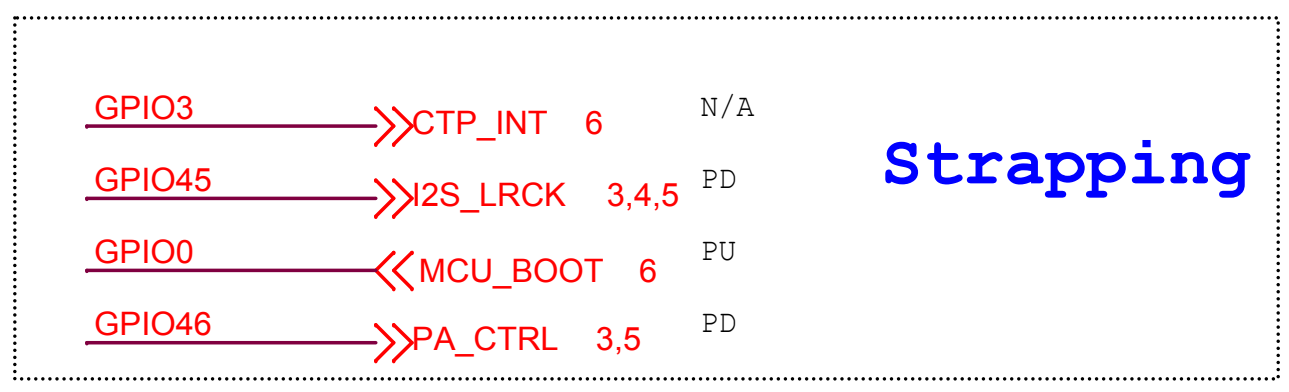 GPIO3 CTP_INT 6 N/A
Strapping
GPIO45 I2S_LRCK 3,4,5 PD
GPIO0 MCU_BOOT 6 PU
GPIO46 PA_CTRL 3,5 PD